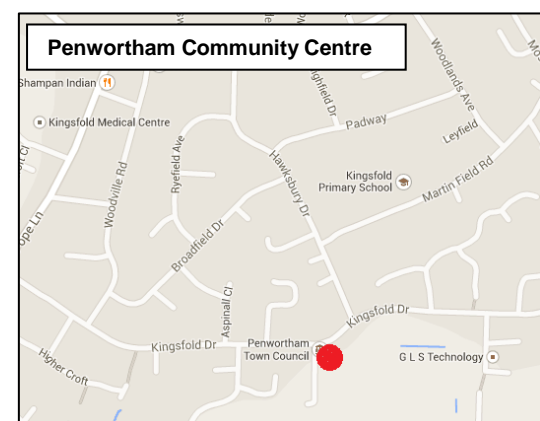 Penwortham Community Centre
Shampan Indian
Kingsfold Medical Centre
Woodville Rd
Ryefield Ave
Padway
Woodlands Ave
Leyfield
Hawksbury Dr
Kingsfold
Primary School
Martin Field Rd
Broadfield Dr
Aspinall Cl
Kingsfold Dr
Kingsfold Dr
Penwortham
Town Council
G L S Technology
Higher Croft